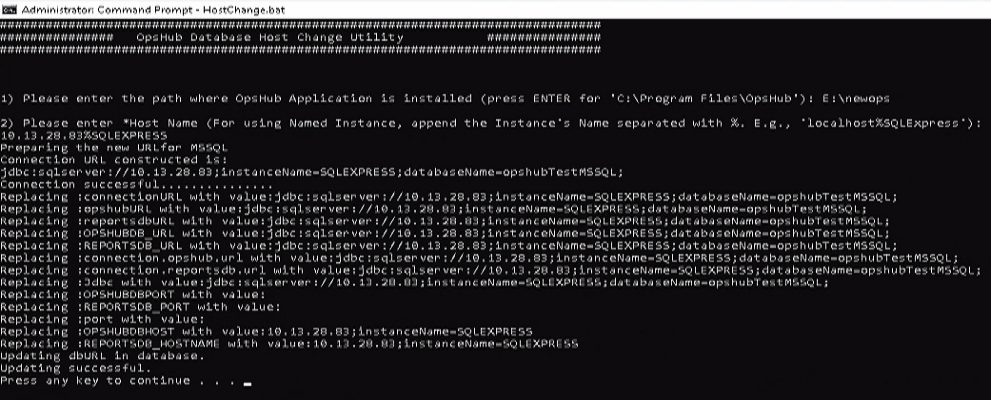 Administrator: Command Prompt - HostChange.bat
################################################################################
###############   OpsHub Database Host Change Utility           ###############
################################################################################
1) Please enter the path where OpsHub Application is installed (press ENTER for 'C:\Program Files\OpsHub'): E:\newops
2) Please enter *Host Name (For using Named Instance, append the Instance's Name separated with %. E.g., 'localhost%SQLExpress'):
10.13.28.83%SQLEXPRESS
Preparing the new URLfor MSSQL
Connection URL constructed is:
jdbc:sqlserver://10.13.28.83;instanceName=SQLEXPRESS;databaseName=opshubTestMSSQL;
Connection successful...............
Replacing :connectionURL with value:jdbc:sqlserver://10.13.28.83;instanceName=SQLEXPRESS;databaseName=opshubTestMSSQL;
Replacing :opshubURL with value:jdbc:sqlserver://10.13.28.83;instanceName=SQLEXPRESS;databaseName=opshubTestMSSQL;
Replacing :reportsdbURL with value:jdbc:sqlserver://10.13.28.83;instanceName=SQLEXPRESS;databaseName=opshubTestMSSQL;
Replacing :OPSHUBDB_URL with value:jdbc:sqlserver://10.13.28.83;instanceName=SQLEXPRESS;databaseName=opshubTestMSSQL;
Replacing :REPORTSDB_URL with value:jdbc:sqlserver://10.13.28.83;instanceName=SQLEXPRESS;databaseName=opshubTestMSSQL;
Replacing :connection.opshub.url with value:jdbc:sqlserver://10.13.28.83;instanceName=SQLEXPRESS;databaseName=opshubTestMSSQL;
Replacing :connection.reportsdb.url with value:jdbc:sqlserver://10.13.28.83;instanceName=SQLEXPRESS;databaseName=opshubTestMSSQL;
Replacing :3dbc with value:jdbc:sqlserver://10.13.28.83;instanceName=SQLEXPRESS;databaseName=opshubTestMSSQL;
Replacing :OPSHUBDBPORT with value:
Replacing :REPORTSDB_PORT with value:
Replacing :port with value:
Replacing :OPSHUBDBHOST with value:10.13.28.83;instanceName=SQLEXPRESS
Replacing :REPORTSDB_HOSTNAME with value:10.13.28.83;instanceName=SQLEXPRESS
Updating dbURL in database.
Updating successful.
Press any key to continue . . .